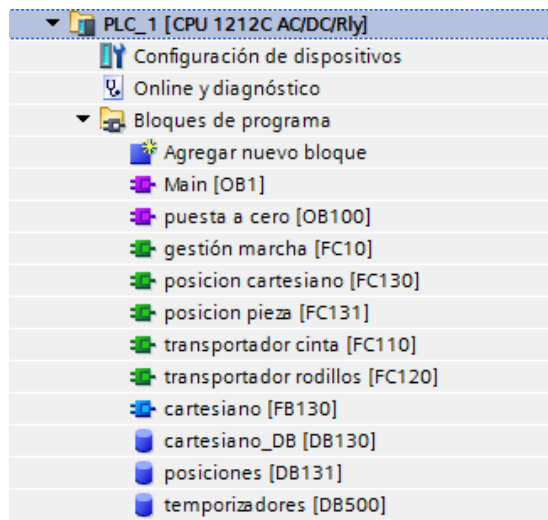 PLC_1 [CPU 1212C AC/DC/Rly]
Configuración de dispositivos
Online y diagnóstico
Bloques de programa
Agregar nuevo bloque
Main [OB1]
puesta a cero [OB100]
gestión marcha [FC10]
posicion cartesiano [FC130]
posicion pieza [FC131]
transportador cinta [FC110]
transportador rodillos [FC120]
cartesiano [FB130]
cartesiano_DB [DB130]
posiciones [DB131]
temporizadores [DB500]